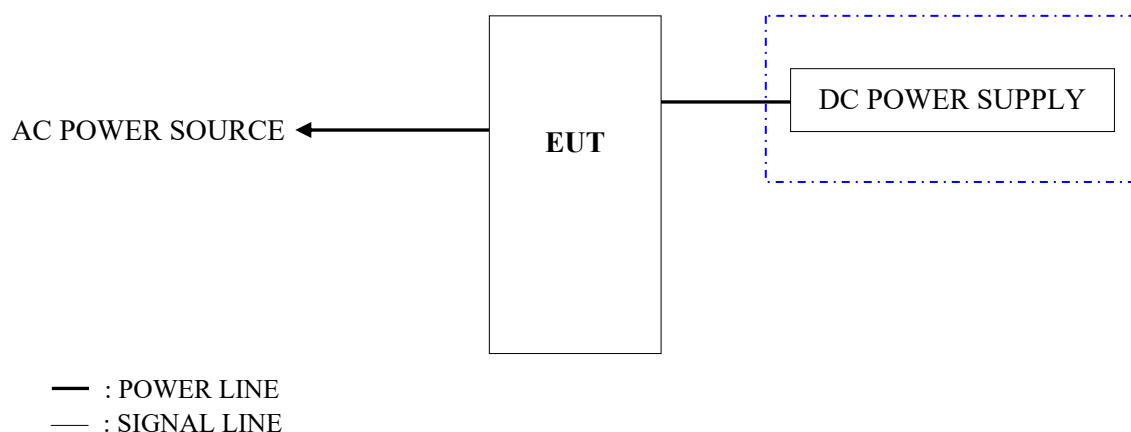 DC POWER SUPPLY
AC POWER SOURCE
EUT
: POWER LINE
: SIGNAL LINE